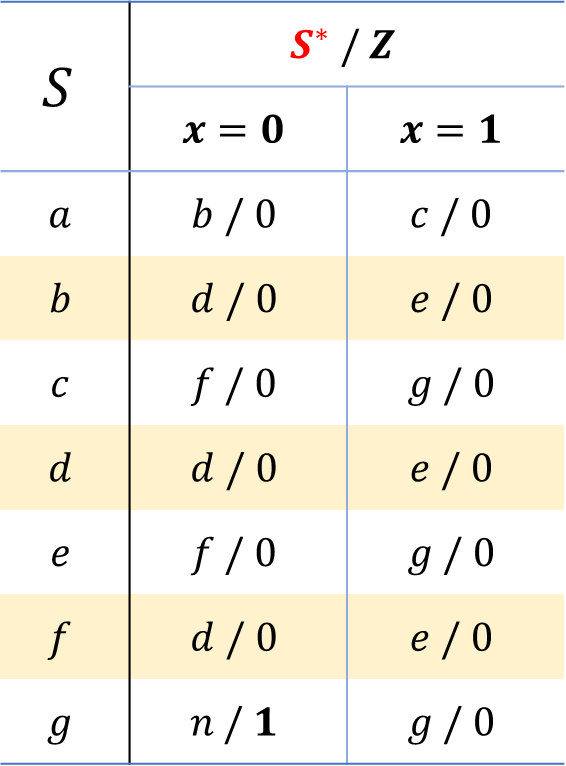 S S* / Z
x = 0 x = 1
a b / 0 c / 0
b d / 0 e / 0
c f / 0 g / 0
d d / 0 e / 0
e f / 0 g / 0
f d / 0 e / 0
g n / 1 g / 0